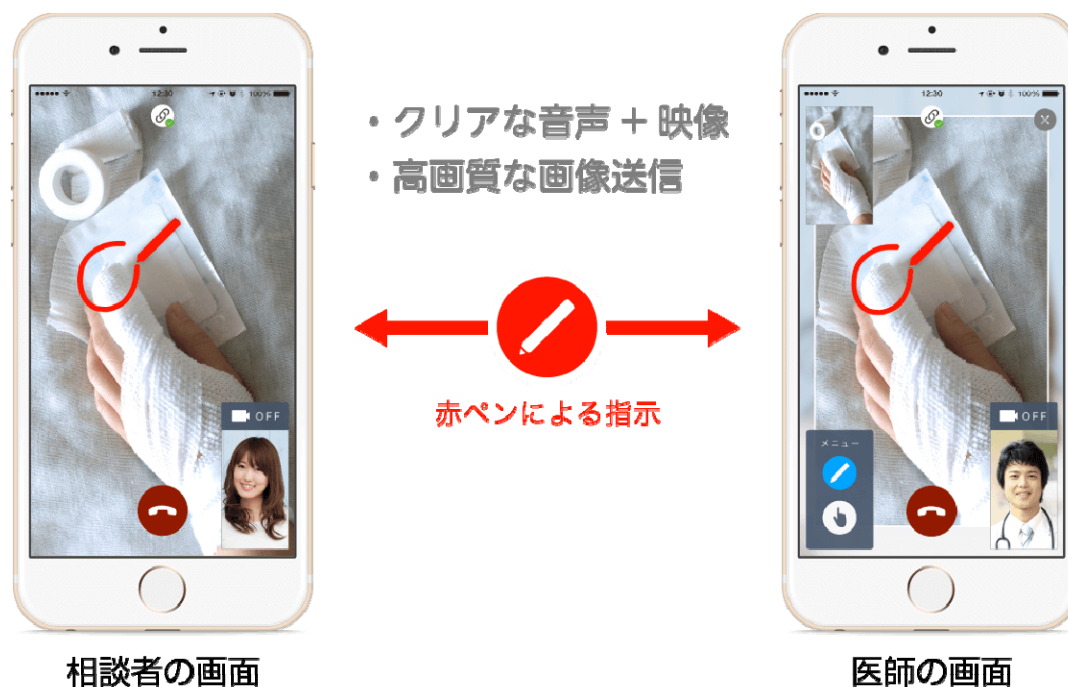 12:30
100%
・クリアな音声+映像
・高画質な画像送信
赤ペンによる指示
OFF
相談者の画面
12:30
100%
メニュー
OFF
医師の画面